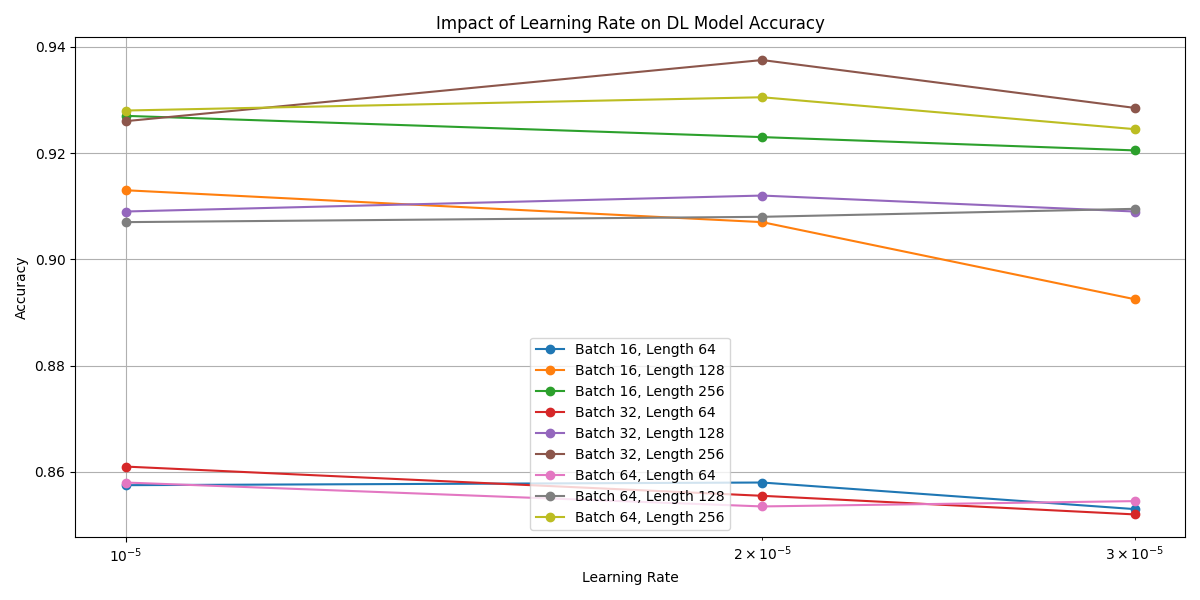 Impact of Learning Rate on DL Model Accuracy
Accuracy
0.94
0.92
0.90
0.88
0.86
Batch 16, Length 64
Batch 16, Length 128
Batch 16, Length 256
Batch 32, Length 64
Batch 32, Length 128
Batch 32, Length 256
Batch 64, Length 64
Batch 64, Length 128
Batch 64, Length 256
10⁻⁵ 2 × 10⁻⁵ 3 × 10⁻⁵
Learning Rate